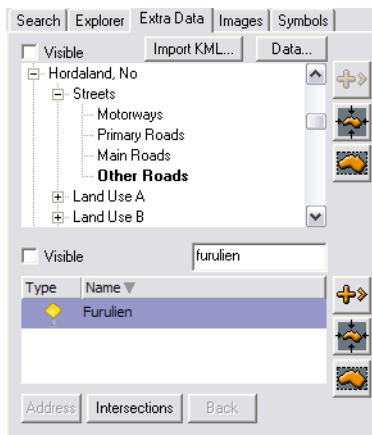 Search Explorer Extra Data Images Symbols
Visible Import KML... Data...
Hordaland, No
Streets
Motorways
Primary Roads
Main Roads
Other Roads
Land Use A
Land Use B
Visible furulien
Type Name
Furulien
Address Intersections Back